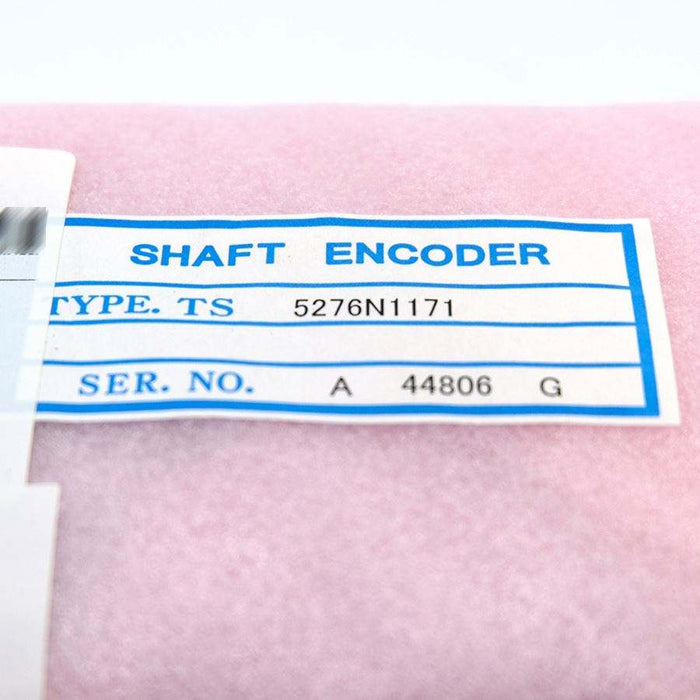 SHAFT ENCODER
TYPE. TS 5276N1171
SER. NO. A 44806 G